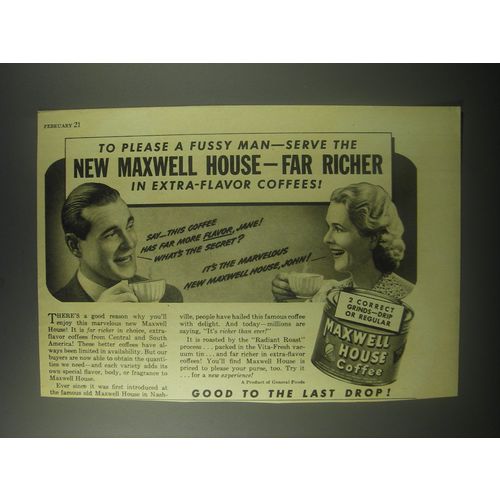 FEBRUARY 21
TO PLEASE A FUSSY MAN—SERVE THE
NEW MAXWELL HOUSE—FAR RICHER
IN EXTRA-FLAVOR COFFEES!
SAY...THIS COFFEE
HAS FAR MORE FLAVOR, JANE!
WHAT'S THE SECRET?
IT'S THE MARVELOUS
NEW MAXWELL HOUSE, JOHN!
THERE'S a good reason why you'll
enjoy this marvelous new Maxwell
House! It is far richer in choice, extra-
flavor coffees from Central and South
America! These better coffees have al-
ways been limited in availability. But our
buyers are now able to obtain the quanti-
ties we need—and each variety adds its
own special flavor, body, or fragrance to
Maxwell House.
Ever since it was first introduced at
the famous old Maxwell House in Nash-
ville, people have hailed this famous coffee
with delight. And today—millions are
saying, "It's richer than ever!"
It is roasted by the "Radiant Roast"
process . . . packed in the Vita-Fresh vac-
uum tin . . . and far richer in extra-flavor
coffees! You'll find Maxwell House is
priced to please your purse, too. Try it
. . . for a new experience!
A Product of General Foods
2 CORRECT
GRINDS—DRIP
OR REGULAR
MAXWELL
HOUSE
Coffee
GOOD TO THE LAST DROP!